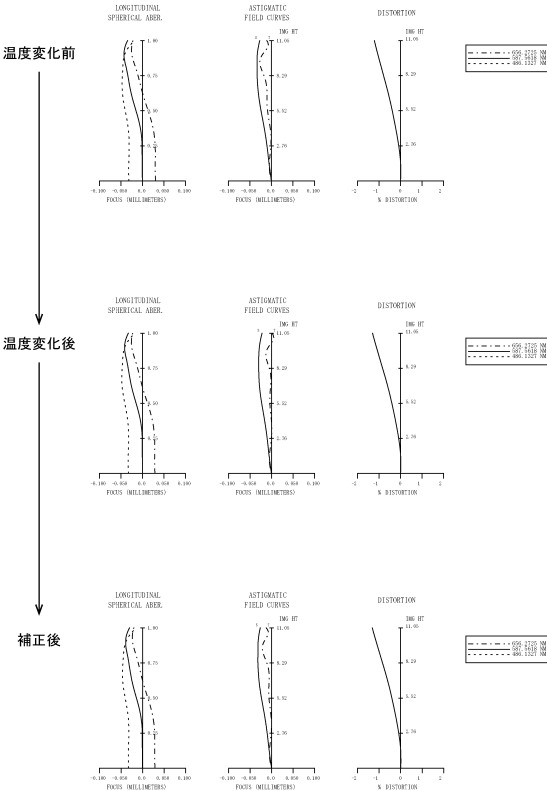 温度変化前
LONGITUDINAL
SPHERICAL ABER.
1.00
0.75
0.50
0.25
-0.100 -0.050 0.0 0.050 0.100
FOCUS (MILLIMETERS)
ASTIGMATIC
FIELD CURVES
IMG HT
11.05
8.29
5.52
2.76
-0.100 -0.050 0.0 0.050 0.100
FOCUS (MILLIMETERS)
DISTORTION
IMG HT
11.05
8.29
5.52
2.76
-2 -1 0 1 2
% DISTORTION
656.2725 NM
587.5618 NM
486.1327 NM
温度変化後
LONGITUDINAL
SPHERICAL ABER.
1.00
0.75
0.50
0.25
-0.100 -0.050 0.0 0.050 0.100
FOCUS (MILLIMETERS)
ASTIGMATIC
FIELD CURVES
IMG HT
11.05
8.29
5.52
2.76
-0.100 -0.050 0.0 0.050 0.100
FOCUS (MILLIMETERS)
DISTORTION
IMG HT
11.05
8.29
5.52
2.76
-2 -1 0 1 2
% DISTORTION
656.2725 NM
587.5618 NM
486.1327 NM
補正後
LONGITUDINAL
SPHERICAL ABER.
1.00
0.75
0.50
0.25
-0.100 -0.050 0.0 0.050 0.100
FOCUS (MILLIMETERS)
ASTIGMATIC
FIELD CURVES
IMG HT
11.05
8.29
5.52
2.76
-0.100 -0.050 0.0 0.050 0.100
FOCUS (MILLIMETERS)
DISTORTION
IMG HT
11.05
8.29
5.52
2.76
-2 -1 0 1 2
% DISTORTION
656.2725 NM
587.5618 NM
486.1327 NM